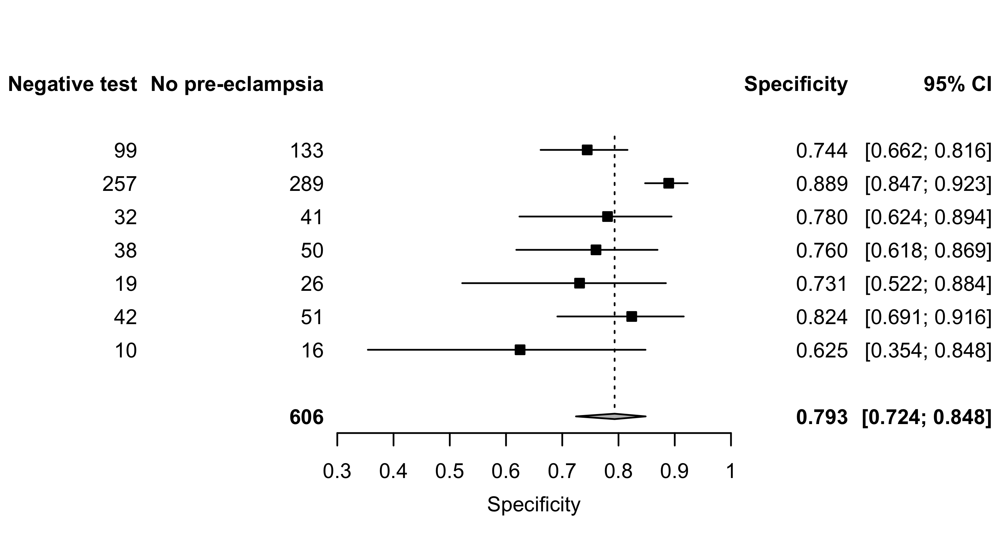 Negative test No pre-eclampsia Specificity 95% CI
99 133 0.744 [0.662; 0.816]
257 289 0.889 [0.847; 0.923]
32 41 0.780 [0.624; 0.894]
38 50 0.760 [0.618; 0.869]
19 26 0.731 [0.522; 0.884]
42 51 0.824 [0.691; 0.916]
10 16 0.625 [0.354; 0.848]
606 0.793 [0.724; 0.848]
0.3 0.4 0.5 0.6 0.7 0.8 0.9 1
Specificity